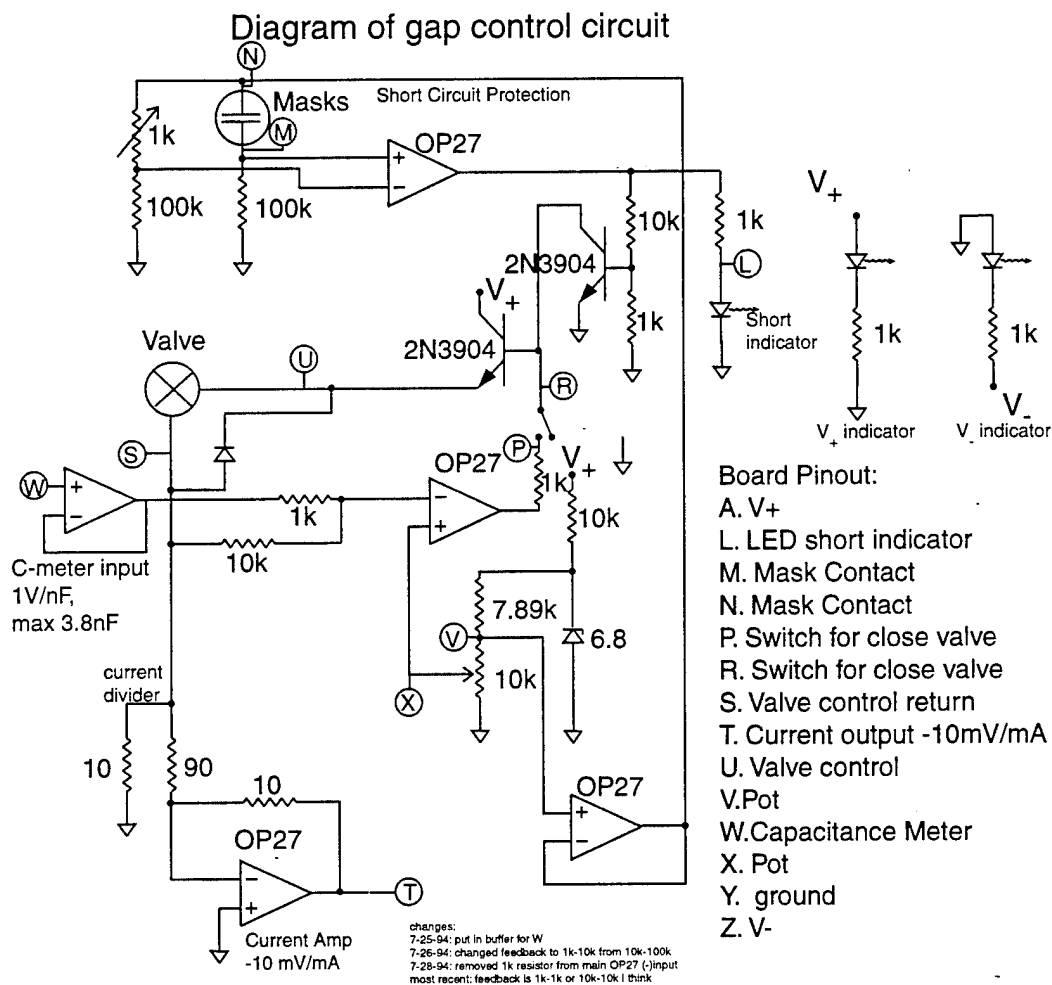 Diagram of gap control circuit
N
Masks
Short Circuit Protection
1k
M
OP27
+
−
100k
100k
10k
1k
V+
2N3904
L
V+
1k
Short
indicator
1k
1k
V-
V+ indicator
V- indicator
Valve
U
2N3904
R
S
P
V+
W
+
−
OP27
1k
−
+
1k
10k
10k
C-meter input
1V/nF,
max 3.8nF
7.89k
V
6.8
10k
X
current
divider
10
90
10
OP27
+
−
OP27
−
+
T
Current Amp
-10 mV/mA
Board Pinout:
A. V+
L. LED short indicator
M. Mask Contact
N. Mask Contact
P. Switch for close valve
R. Switch for close valve
S. Valve control return
T. Current output -10mV/mA
U. Valve control
V.Pot
W.Capacitance Meter
X. Pot
Y. ground
Z. V-
changes:
7-25-94: put in buffer for W
7-26-94: changed feedback to 1k-10k from 10k-100k
7-28-94: removed 1k resistor from main OP27 (-)input
most recent: feedback is 1k-1k or 10k-10k I think